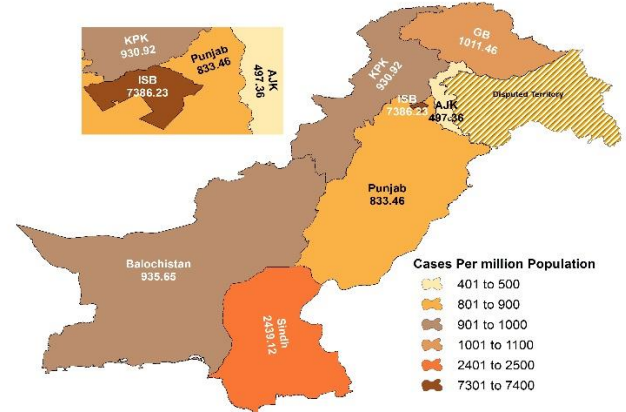 KPK
930.92
Punjab
833.46
ISB
7386.23
AJK
497.36
GB
1011.46
KPK
930.92
ISB
7386.23
AJK
497.36
Disputed Territory
Punjab
833.46
Balochistan
935.65
Sindh
2439.12
Cases Per million Population
401 to 500
801 to 900
901 to 1000
1001 to 1100
2401 to 2500
7301 to 7400